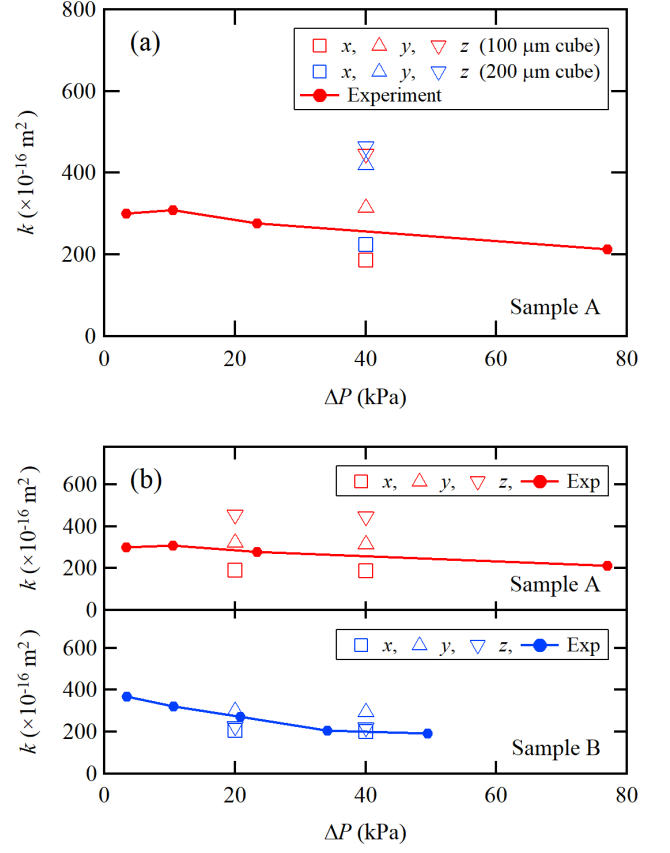 800
(a)
x, y, z (100 μm cube)
x, y, z (200 μm cube)
Experiment
600
k (×10⁻¹⁶ m²)
400
200
Sample A
0
0 20 40 60 80
ΔP (kPa)
(b)
x, y, z, Exp
600
k (×10⁻¹⁶ m²)
400
200
Sample A
0
x, y, z, Exp
600
k (×10⁻¹⁶ m²)
400
200
Sample B
0
0 20 40 60 80
ΔP (kPa)